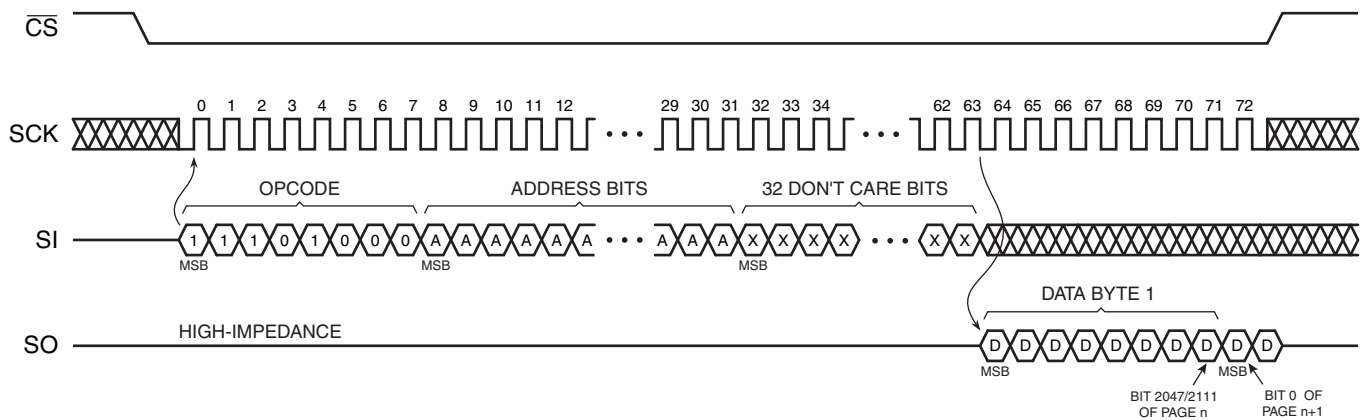 CS
0 1 2 3 4 5 6 7 8 9 10 11 12 29 30 31 32 33 34 62 63 64 65 66 67 68 69 70 71 72
SCK
OPCODE ADDRESS BITS 32 DON'T CARE BITS
SI 1 1 1 0 1 0 0 0 A A A A A A A A A X X X X X X
MSB MSB MSB
DATA BYTE 1
HIGH-IMPEDANCE
SO D D D D D D D D D D
MSB MSB
BIT 2047/2111
OF PAGE n
BIT 0 OF
PAGE n+1